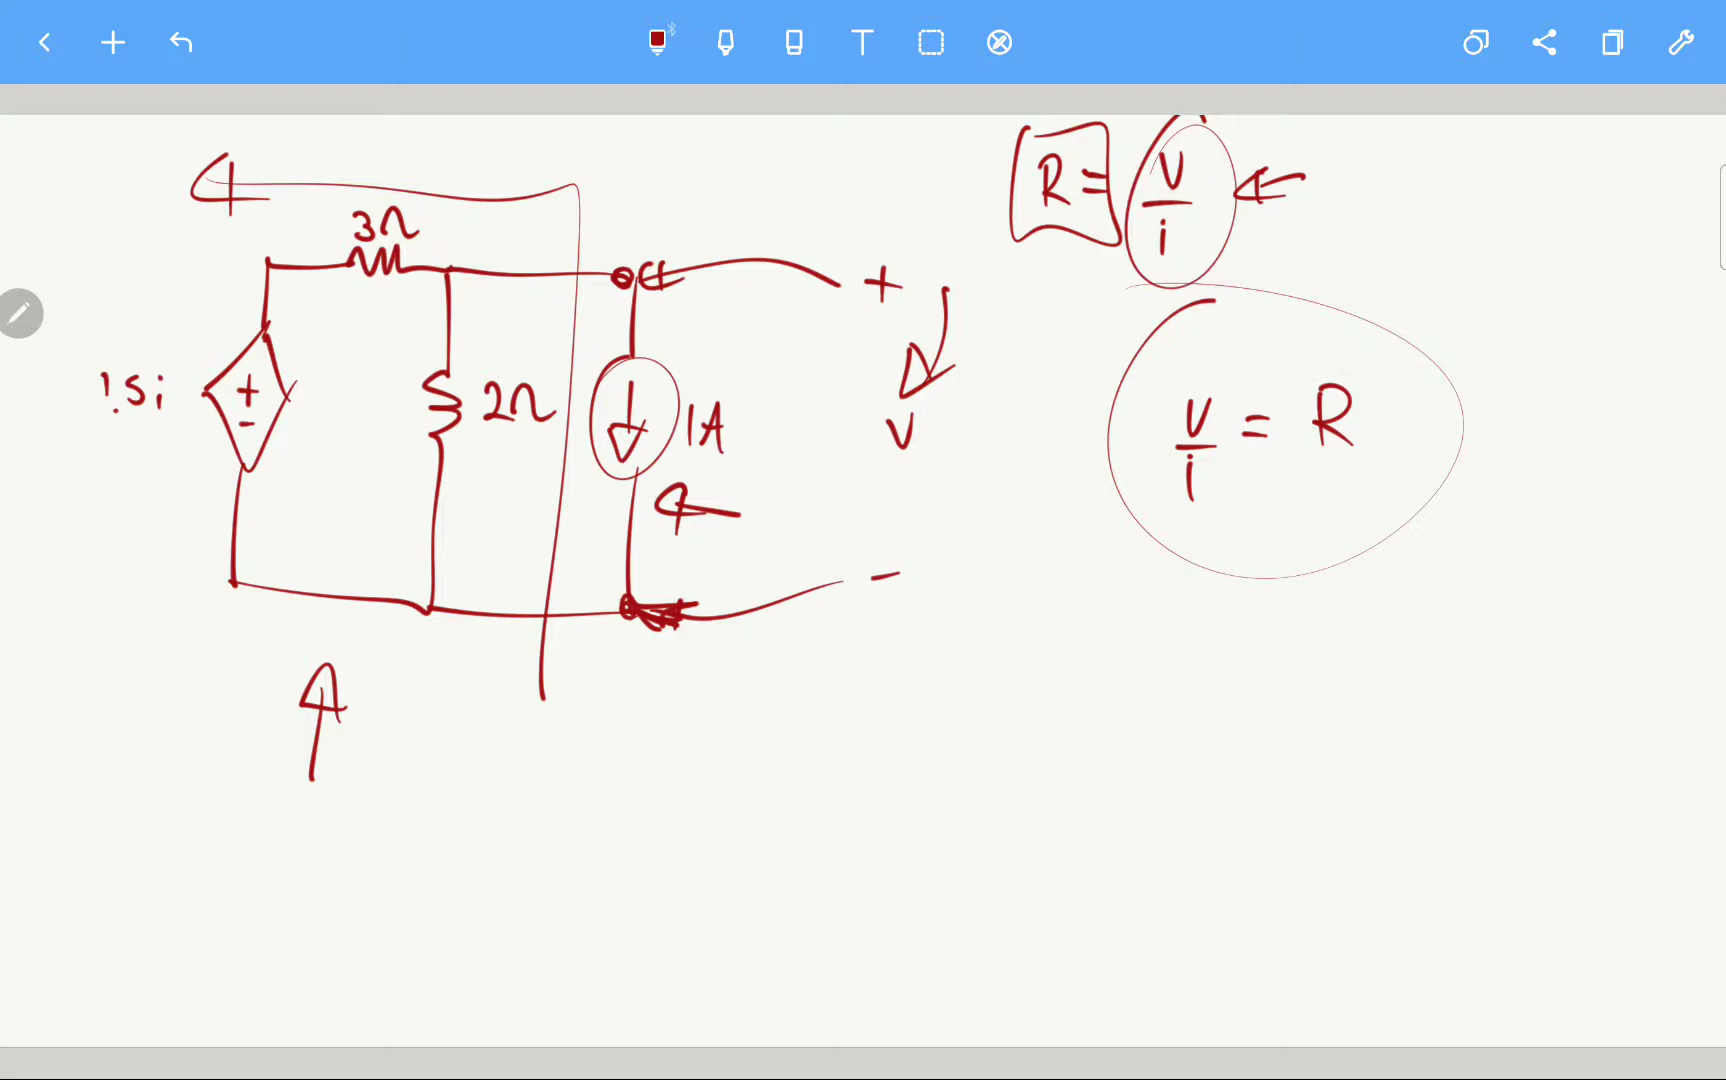 R = v/i
3Ω
+
1.5i
+
-
2Ω
1A
v
v/i = R
-